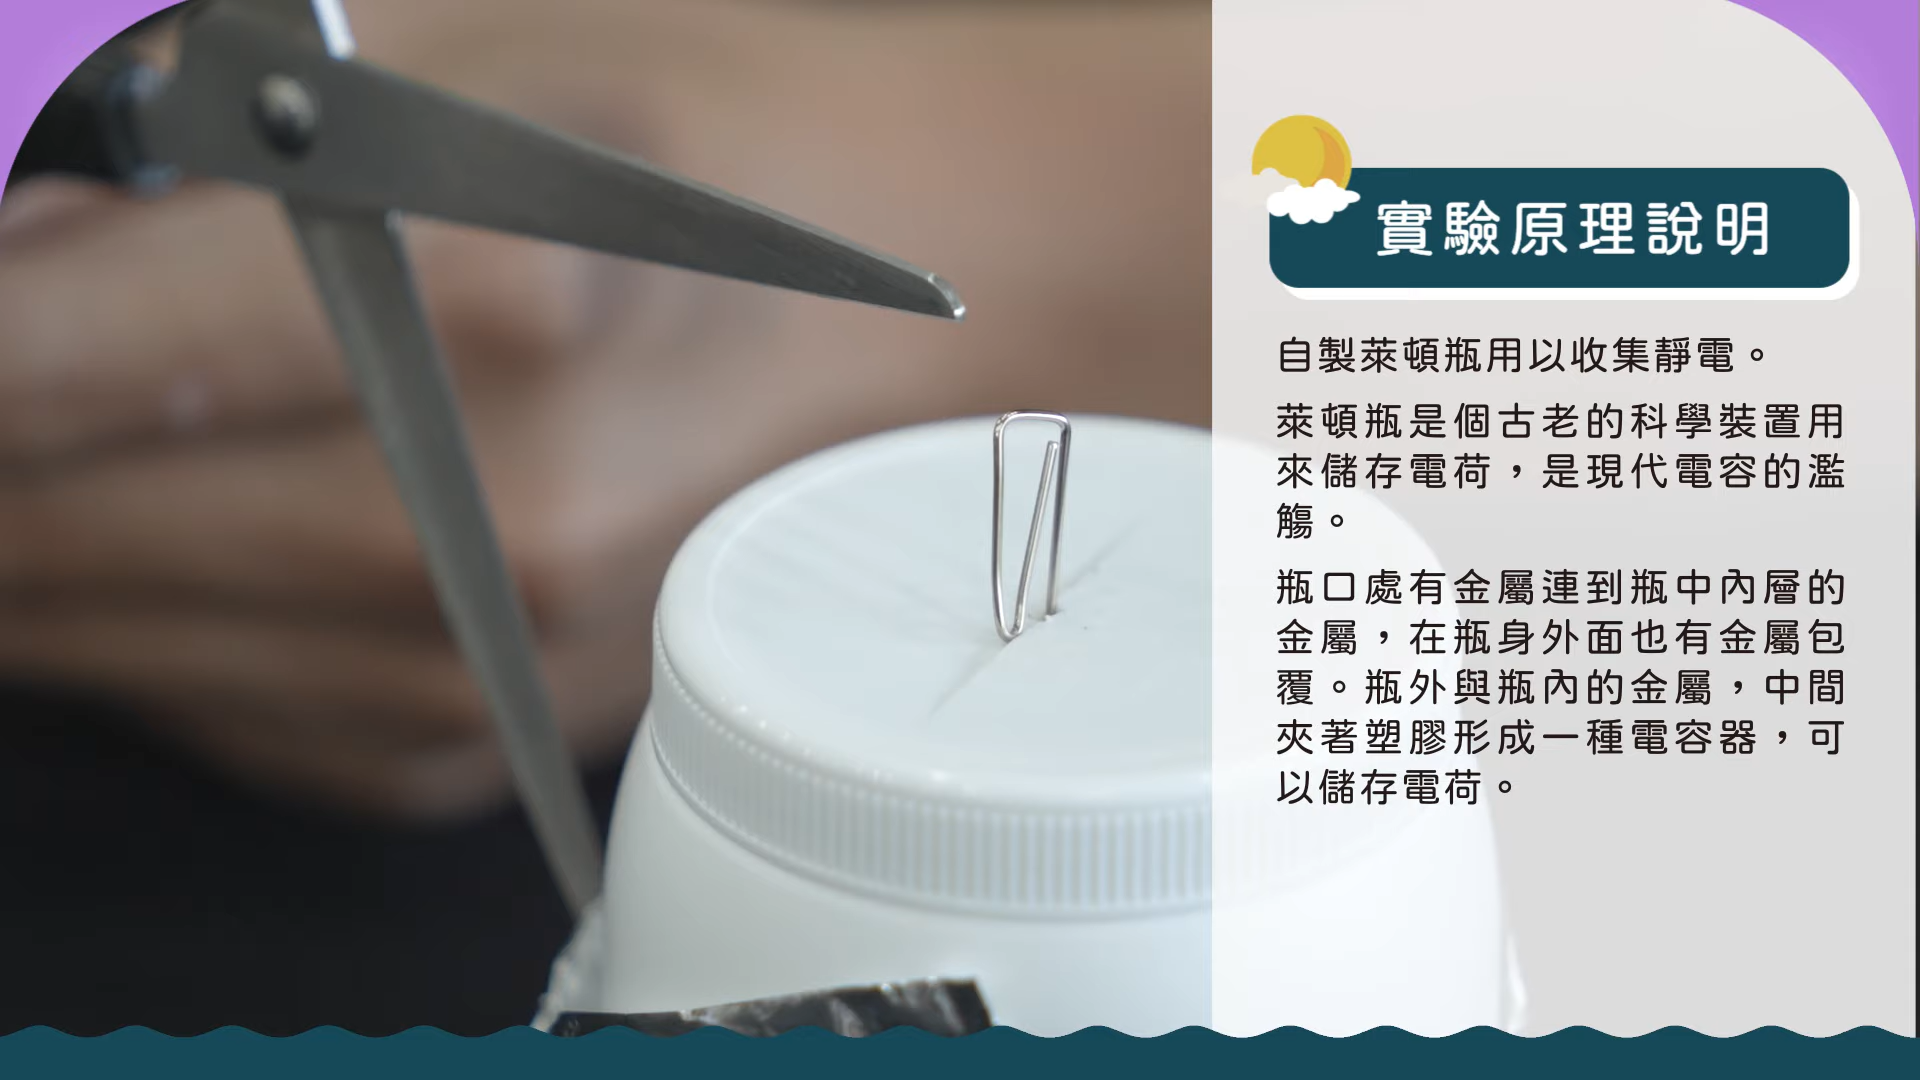 實驗原理說明
自製萊頓瓶用以收集靜電。
萊頓瓶是個古老的科學裝置用
來儲存電荷，是現代電容的濫
觴。
瓶口處有金屬連到瓶中內層的
金屬，在瓶身外面也有金屬包
覆。瓶外與瓶內的金屬，中間
夾著塑膠形成一種電容器，可
以儲存電荷。